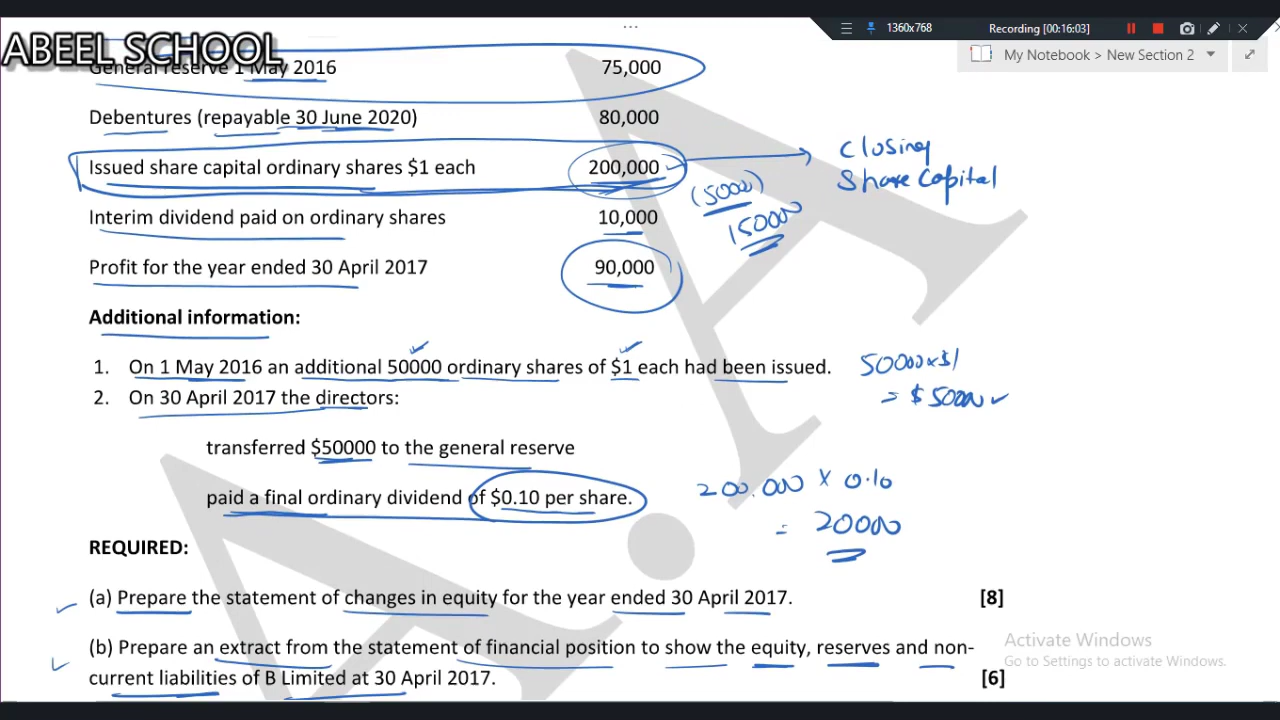 ABEEL SCHOOL
1360x768
Recording [00:16:03]
My Notebook > New Section 2
General reserve 1 May 2016 75,000
Debentures (repayable 30 June 2020) 80,000
closing
Share Capital
Issued share capital ordinary shares $1 each 200,000
(50000)
150000
Interim dividend paid on ordinary shares 10,000
Profit for the year ended 30 April 2017 90,000
Additional information:
1. On 1 May 2016 an additional 50000 ordinary shares of $1 each had been issued.
50000x$1
= $50000
2. On 30 April 2017 the directors:
transferred $50000 to the general reserve
paid a final ordinary dividend of $0.10 per share.
200,000 x 0.10
= 20000
REQUIRED:
(a) Prepare the statement of changes in equity for the year ended 30 April 2017. [8]
(b) Prepare an extract from the statement of financial position to show the equity, reserves and non-
current liabilities of B Limited at 30 April 2017. [6]
Activate Windows
Go to Settings to activate Windows.